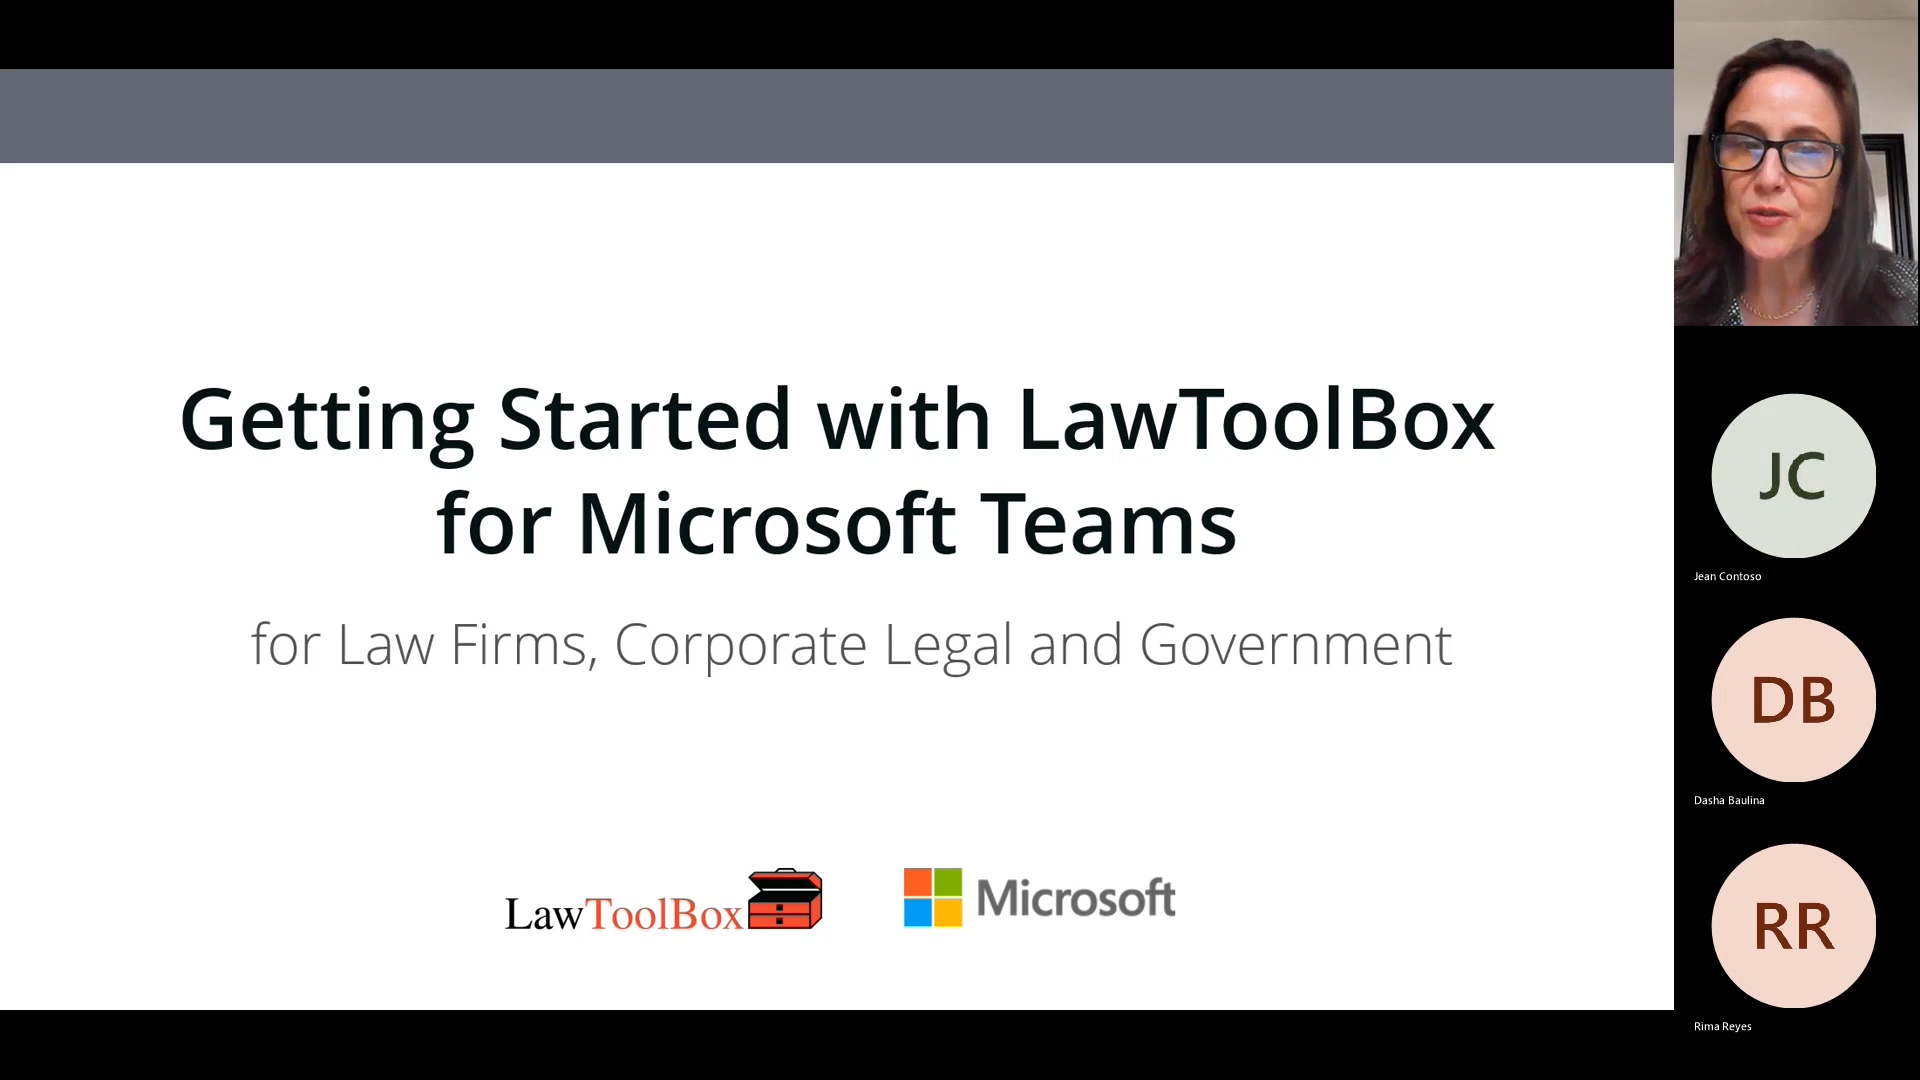 Getting Started with LawToolBox
for Microsoft Teams
for Law Firms, Corporate Legal and Government
LawToolBox
Microsoft
JC
Jean Contoso
DB
Dasha Baulina
RR
Rima Reyes